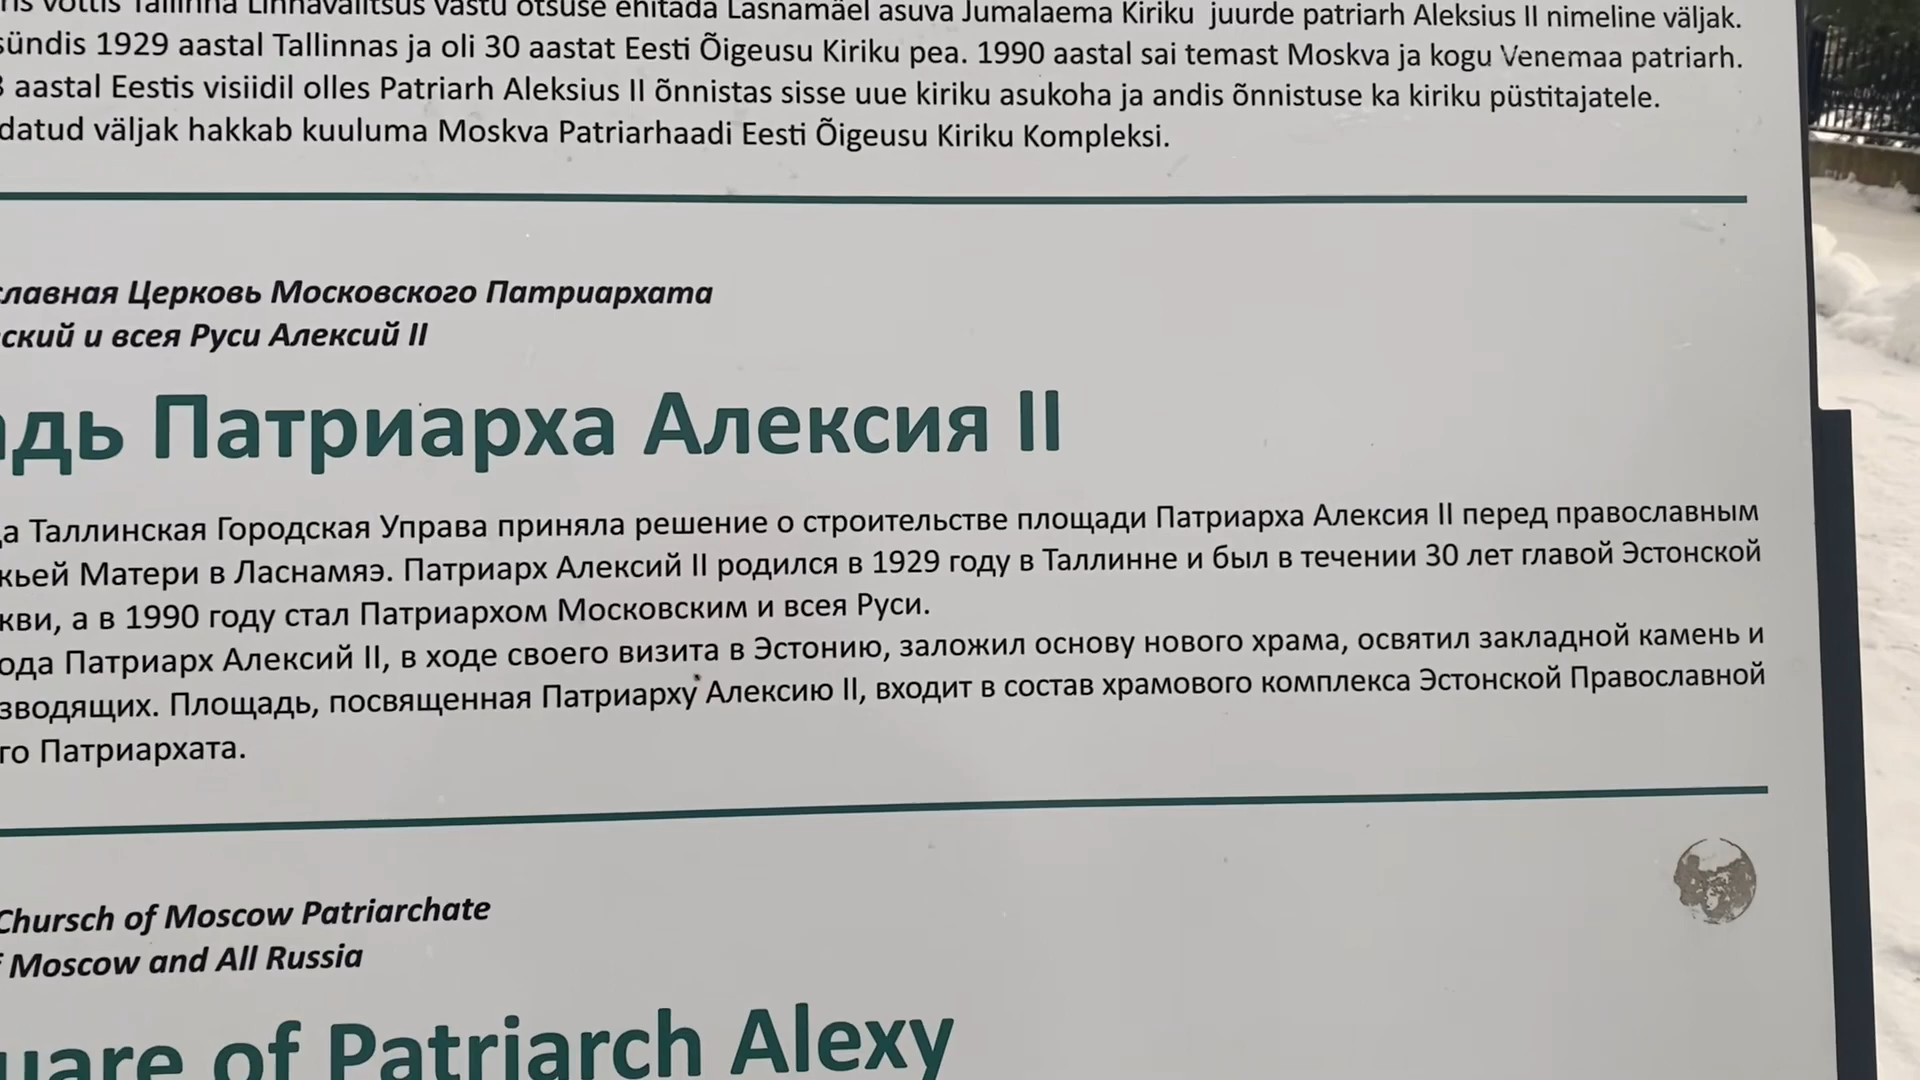 võttis Tallinna Linnavalitsus vastu otsuse ehitada Lasnamäel asuva Jumalaema Kiriku juurde patriarh Aleksius II nimeline väljak.
sündis 1929 aastal Tallinnas ja oli 30 aastat Eesti Õigeusu Kiriku pea. 1990 aastal sai temast Moskva ja kogu Venemaa patriarh.
aastal Eestis visiidil olles Patriarh Aleksius II õnnistas sisse uue kiriku asukoha ja andis õnnistuse ka kiriku püstitajatele.
datud väljak hakkab kuuluma Moskva Patriarhaadi Eesti Õigeusu Kiriku Kompleksi.
славная Церковь Московского Патриархата
ский и всея Руси Алексий II
адь Патриарха Алексия II
да Таллинская Городская Управа приняла решение о строительстве площади Патриарха Алексия II перед православным
жьей Матери в Ласнамяэ. Патриарх Алексий II родился в 1929 году в Таллинне и был в течении 30 лет главой Эстонской
кви, а в 1990 году стал Патриархом Московским и всея Руси.
ода Патриарх Алексий II, в ходе своего визита в Эстонию, заложил основу нового храма, освятил закладной камень и
зводящих. Площадь, посвященная Патриарху Алексию II, входит в состав храмового комплекса Эстонской Православной
го Патриархата.
Chursch of Moscow Patriarchate
f Moscow and All Russia
uare of Patriarch Alexy